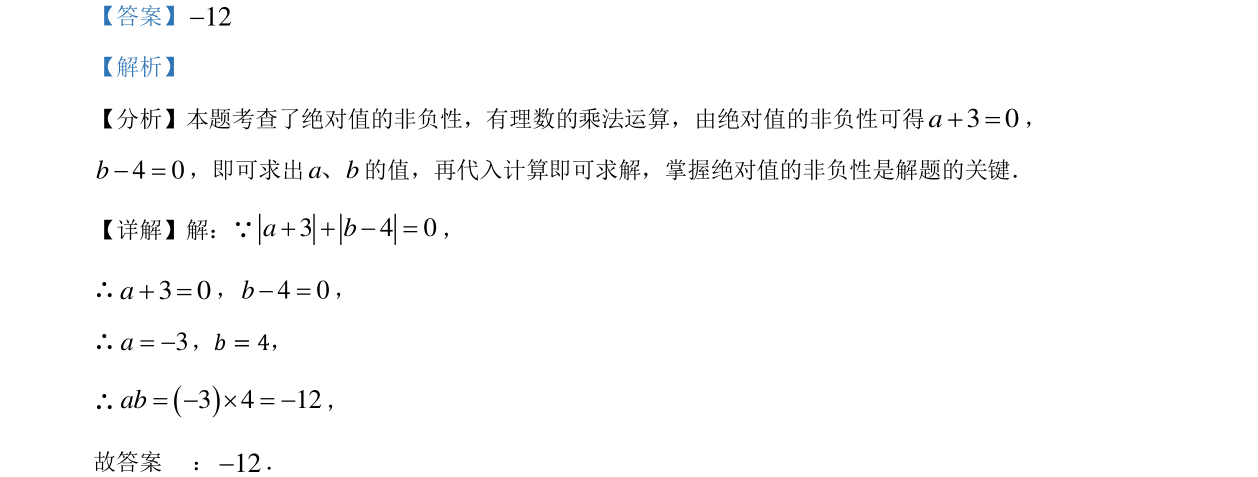 【答案】−12
【解析】
【分析】本题考查了绝对值的非负性，有理数的乘法运算，由绝对值的非负性可得a+3=0，
b−4=0，即可求出a、b的值，再代入计算即可求解，掌握绝对值的非负性是解题的关键．
【详解】解：∵|a+3|+|b−4|=0，
∴a+3=0，b−4=0，
∴a=−3，b = 4，
∴ab=(−3)×4=−12，
故答案 ：−12．